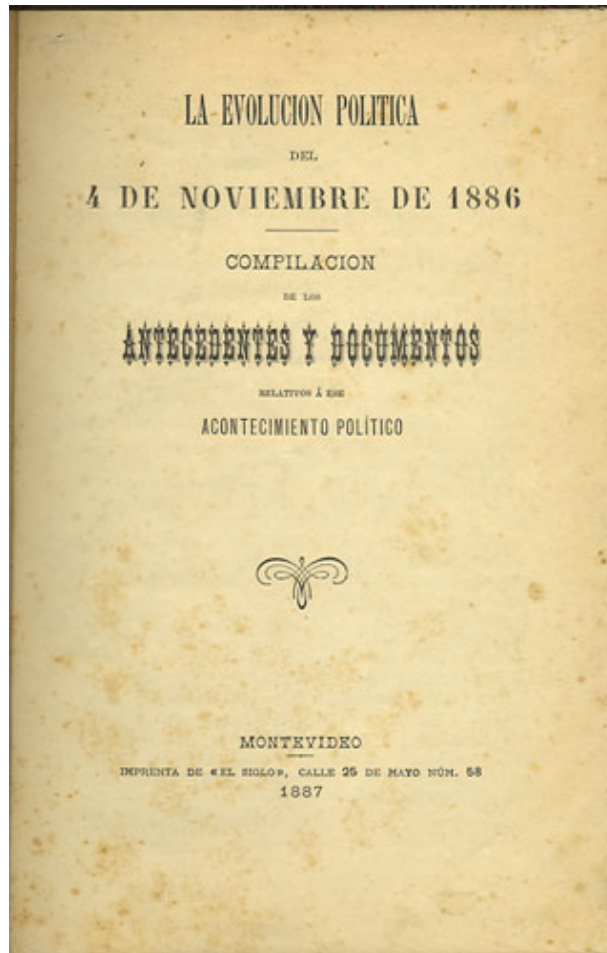 LA EVOLUCION POLITICA
DEL
4 DE NOVIEMBRE DE 1886
COMPILACION
DE LOS
ANTECEDENTES Y DOCUMENTOS
RELATIVOS Á ESE
ACONTECIMIENTO POLÍTICO
MONTEVIDEO
IMPRENTA DE «EL SIGLO», CALLE 25 DE MAYO NÚM. 58
1887